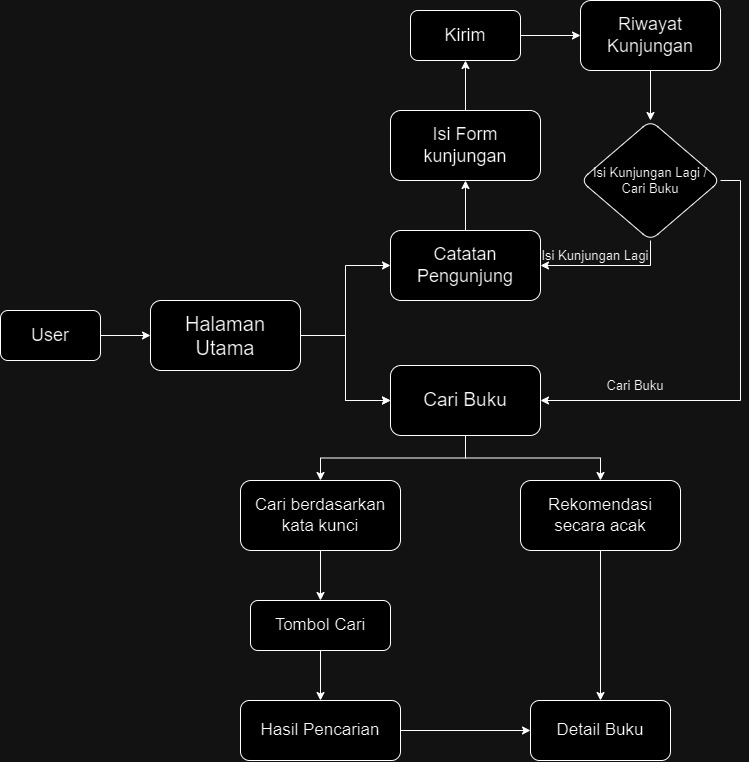 Kirim
Riwayat
Kunjungan
Isi Form
kunjungan
Isi Kunjungan Lagi /
Cari Buku
Catatan
Pengunjung
Isi Kunjungan Lagi
User
Halaman
Utama
Cari Buku
Cari Buku
Cari berdasarkan
kata kunci
Rekomendasi
secara acak
Tombol Cari
Hasil Pencarian
Detail Buku